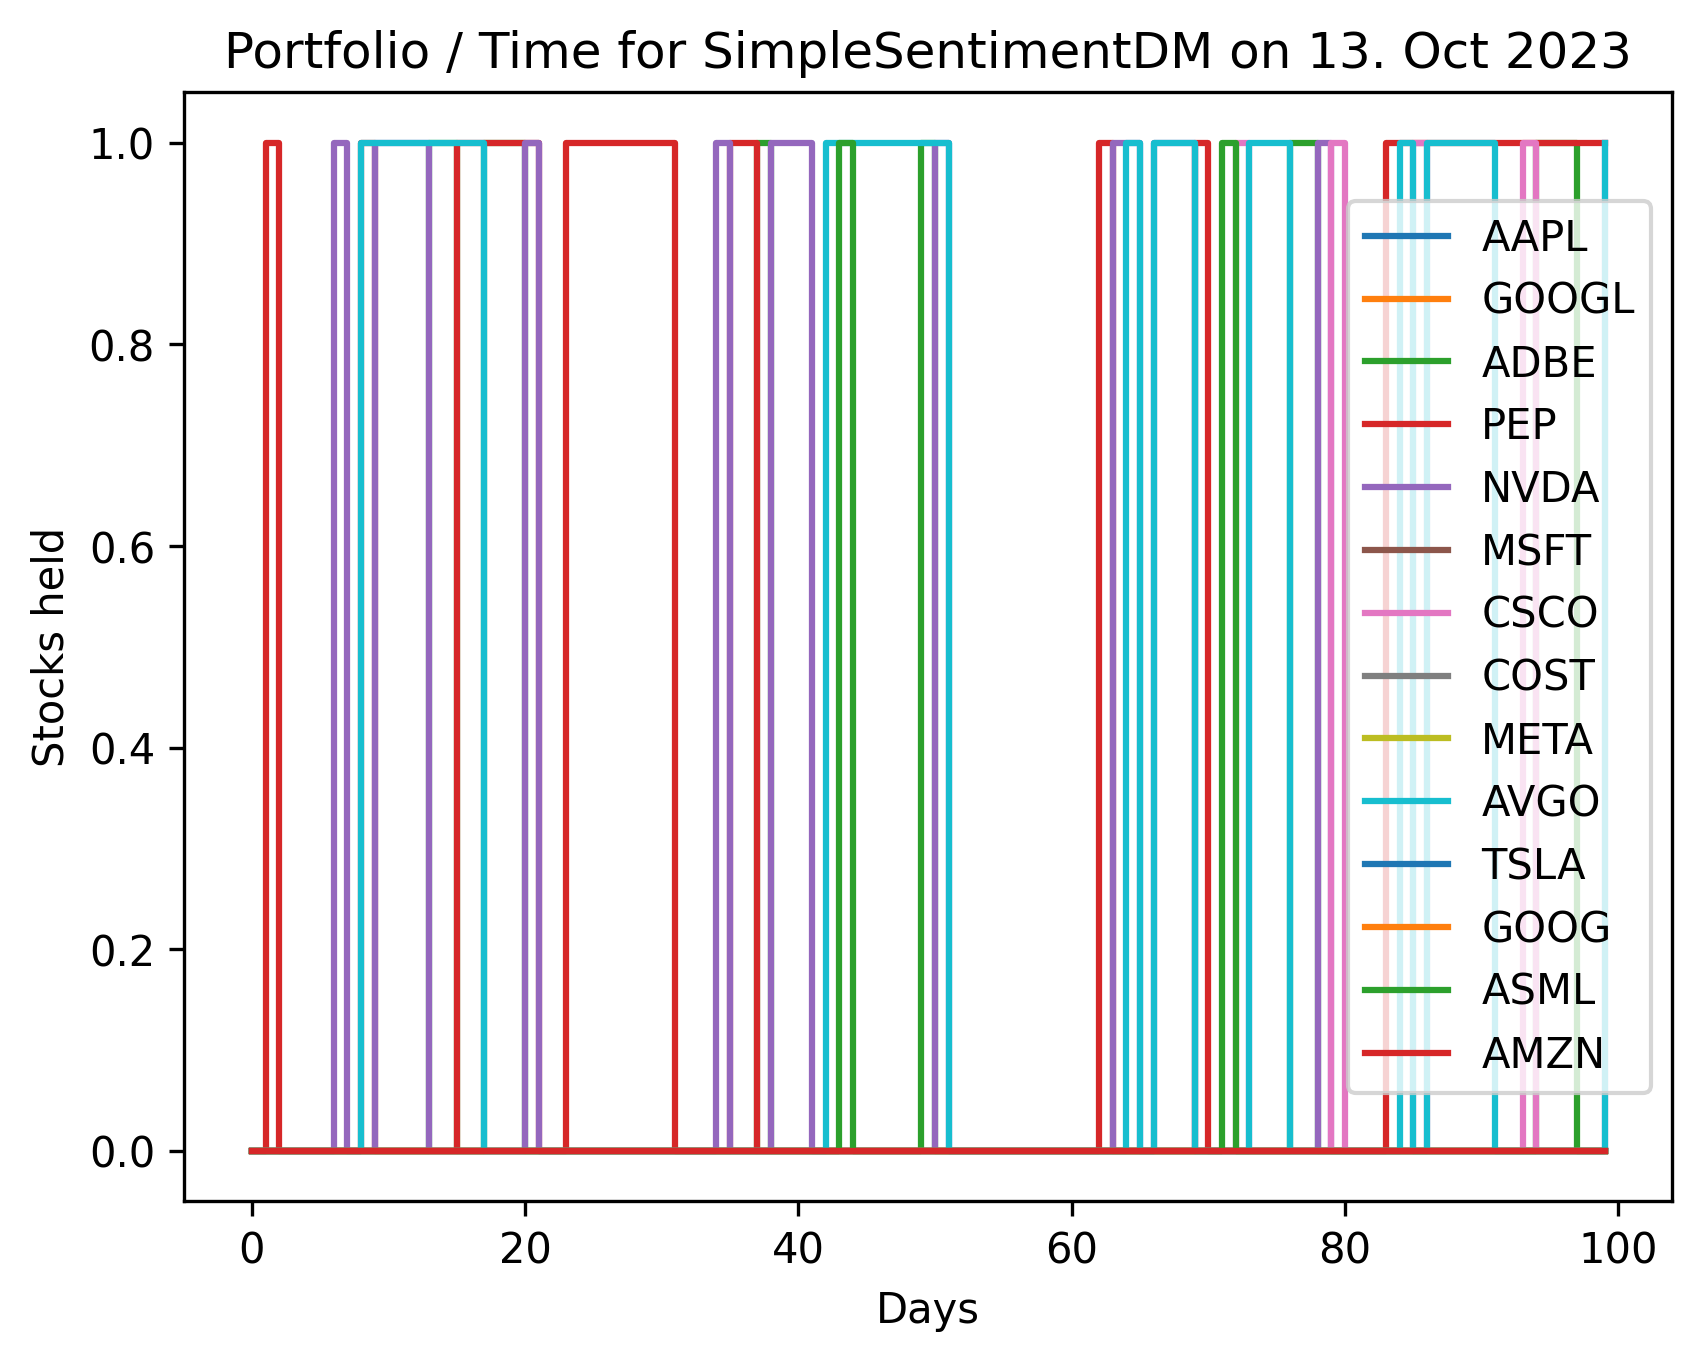 Portfolio / Time for SimpleSentimentDM on 13. Oct 2023
1.0
0.8
0.6
0.4
0.2
0.0
Stocks held
AAPL
GOOGL
ADBE
PEP
NVDA
MSFT
CSCO
COST
META
AVGO
TSLA
GOOG
ASML
AMZN
0 20 40 60 80 100
Days